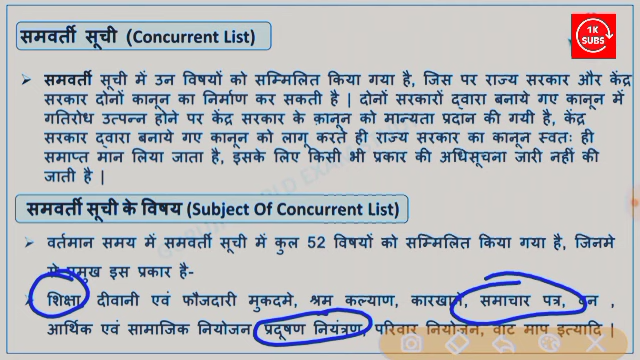 समवर्ती सूची (Concurrent List)
1K
SUBS
➢ समवर्ती सूची में उन विषयों को सम्मिलित किया गया है, जिस पर राज्य सरकार और केंद्र
सरकार दोनों कानून का निर्माण कर सकती है | दोनों सरकारों द्वारा बनाये गए कानून में
गतिरोध उत्पन्न होने पर केंद्र सरकार के क़ानून को मान्यता प्रदान की गयी है, केंद्र
सरकार द्वारा बनाये गए कानून को लागू करते ही राज्य सरकार का कानून स्वतः ही
समाप्त मान लिया जाता है, इसके लिए किसी भी प्रकार की अधिसूचना जारी नहीं की
जाती है |
समवर्ती सूची के विषय (Subject Of Concurrent List)
➢ वर्तमान समय में समवर्ती सूची में कुल 52 विषयों को सम्मिलित किया गया है, जिनमे
से प्रमुख इस प्रकार है-
➢ शिक्षा, दीवानी एवं फौजदारी मुकदमे, श्रम कल्याण, कारखाने, समाचार पत्र, वन ,
आर्थिक एवं सामाजिक नियोजन, प्रदूषण नियंत्रण, परिवार नियोजन, वाट माप इत्यादि |